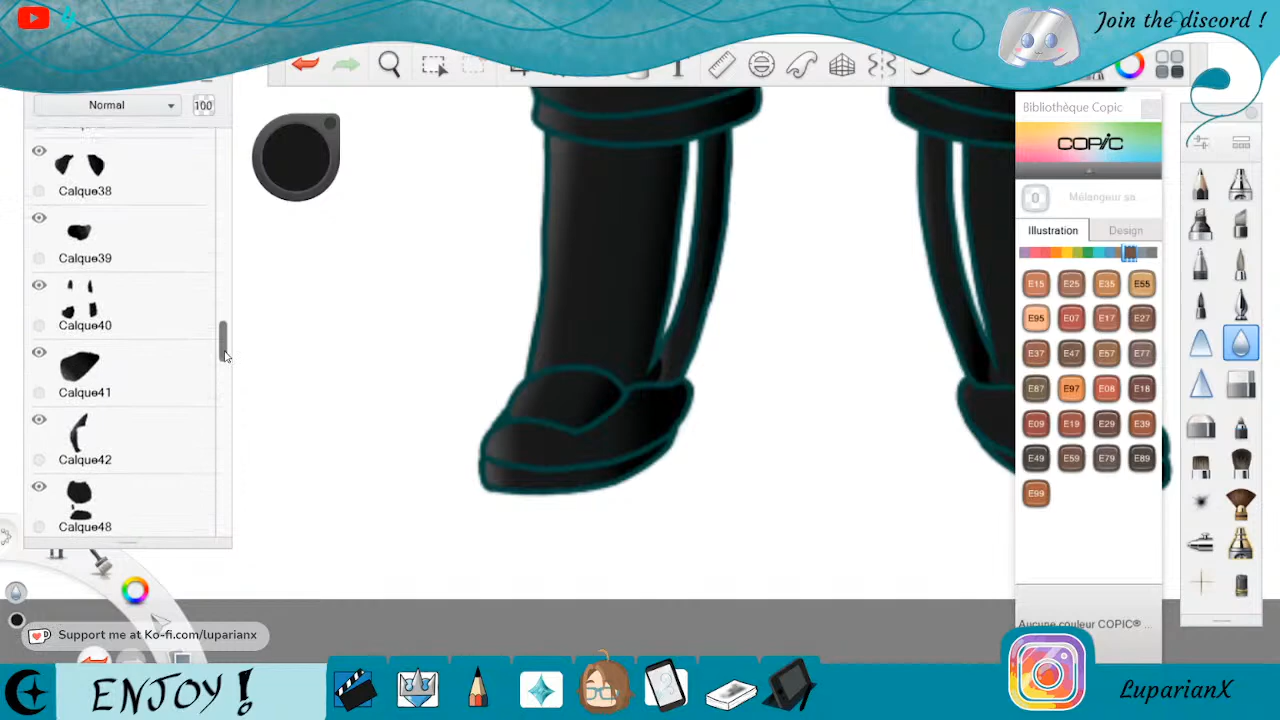 Join the discord !
Normal
100
Calque38
Calque39
Calque40
Calque41
Calque42
Calque48
Bibliothèque Copic
COPIC
0
Mélangeur sa...
Illustration
Design
E15 E25 E35 E55
E95 E07 E17 E27
E37 E47 E57 E77
E87 E97 E08 E18
E09 E19 E29 E39
E49 E59 E79 E89
E99
Aucune couleur COPIC® ...
Support me at Ko-fi.com/luparianx
ENJOY !
LuparianX